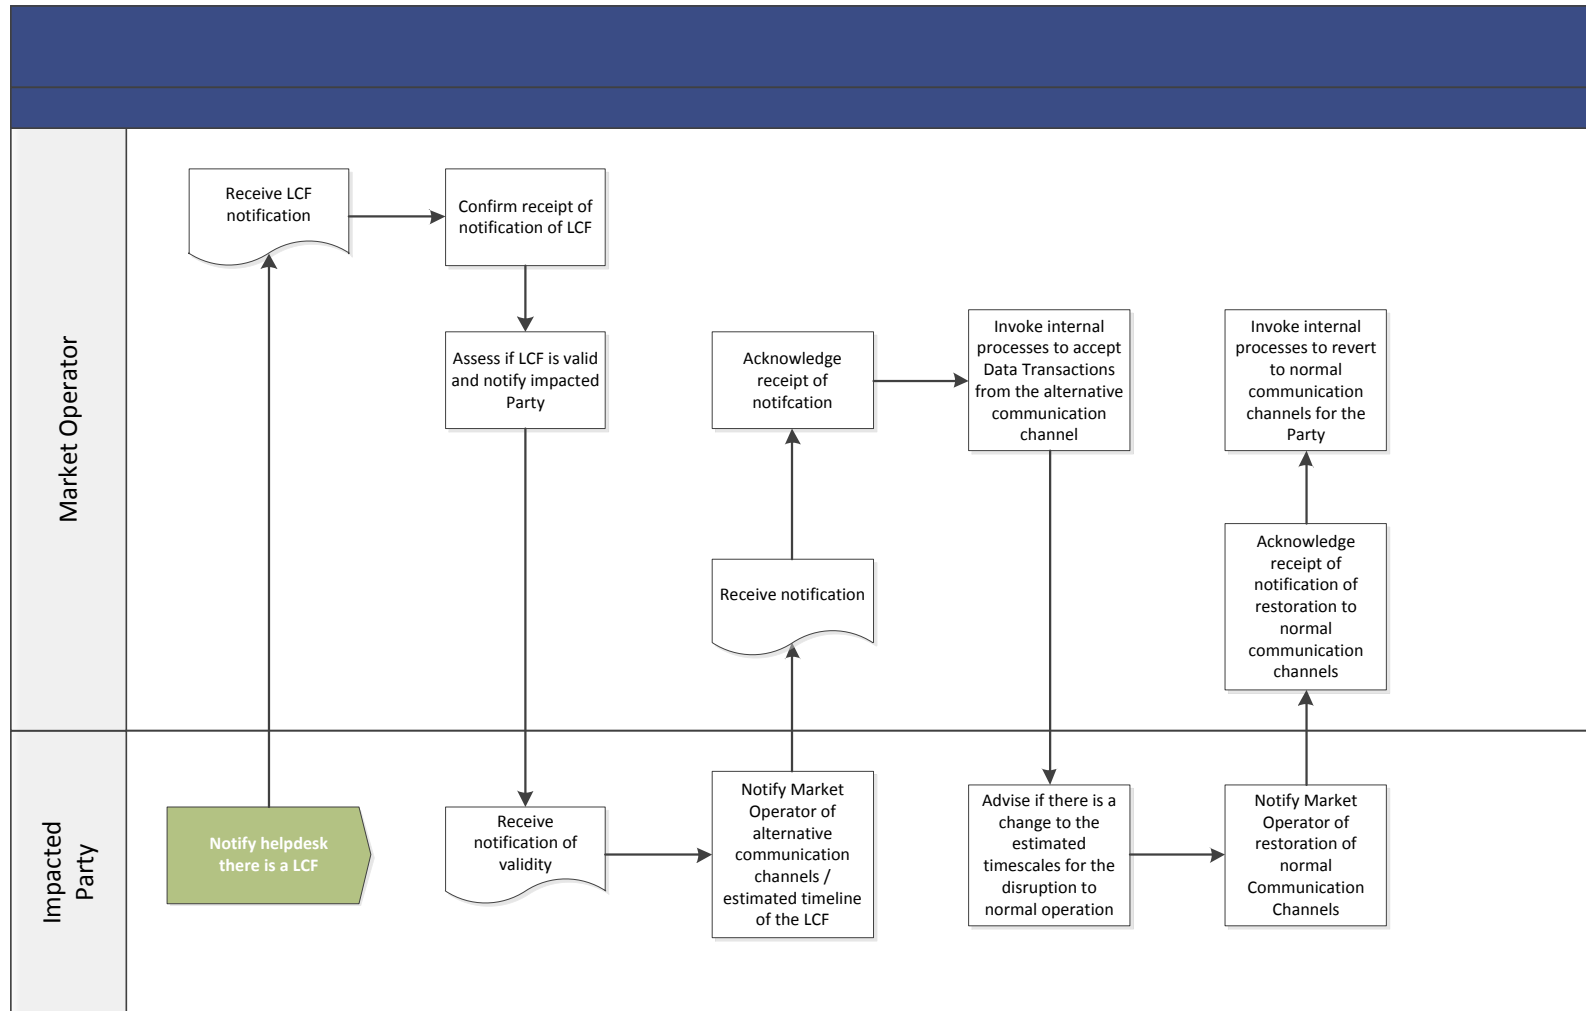 Market Operator
Receive LCF
notification
Confirm receipt of
notification of LCF
Assess if LCF is valid
and notify impacted
Party
Acknowledge
receipt of
notifcation
Invoke internal
processes to accept
Data Transactions
from the alternative
communication
channel
Invoke internal
processes to revert
to normal
communication
channels for the
Party
Receive notification
Acknowledge
receipt of
notification of
restoration to
normal
communication
channels
Impacted
Party
Notify helpdesk
there is a LCF
Receive
notification of
validity
Notify Market
Operator of
alternative
communication
channels /
estimated timeline
of the LCF
Advise if there is a
change to the
estimated
timescales for the
disruption to
normal operation
Notify Market
Operator of
restoration of
normal
Communication
Channels